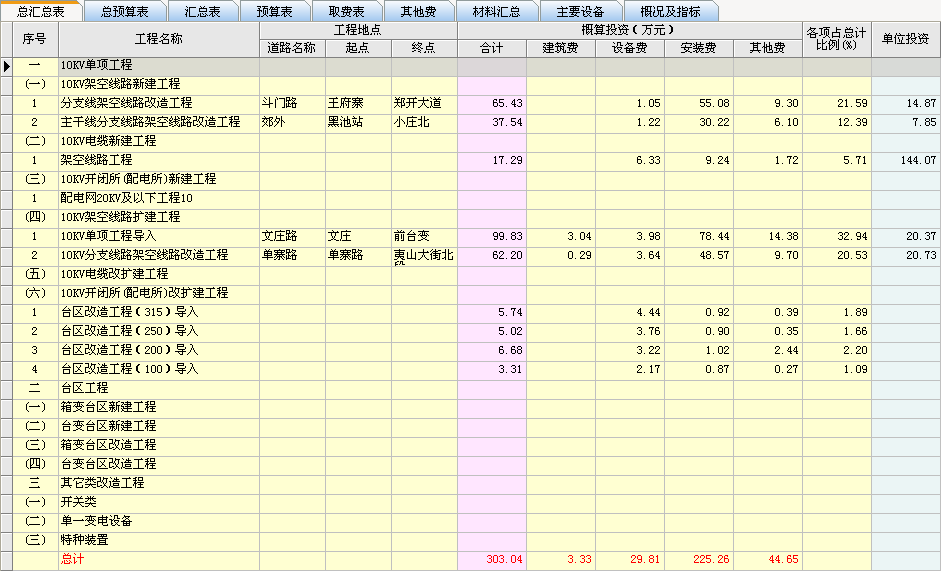 总汇总表 总预算表 汇总表 预算表 取费表 其他费 材料汇总 主要设备 概况及指标
序号 工程名称 工程地点 概算投资(万元) 各项占总计比例(%) 单位投资
道路名称 起点 终点 合计 建筑费 设备费 安装费 其他费
一 10KV单项工程
(一) 10KV架空线路新建工程
1 分支线架空线路改造工程 斗门路 王府寨 郑开大道 65.43 1.05 55.08 9.30 21.59 14.87
2 主干线分支线路架空线路改造工程 郊外 黑池站 小庄北 37.54 1.22 30.22 6.10 12.39 7.85
(二) 10KV电缆新建工程
1 架空线路工程 17.29 6.33 9.24 1.72 5.71 144.07
(三) 10KV开闭所(配电所)新建工程
1 配电网20KV及以下工程10
(四) 10KV架空线路扩建工程
1 10KV单项工程导入 文庄路 文庄 前台变 99.83 3.04 3.98 78.44 14.38 32.94 20.37
2 10KV分支线路架空线路改造工程 单寨路 单寨路 夷山大街北 62.20 0.29 3.64 48.57 9.70 20.53 20.73
(五) 10KV电缆改扩建工程
(六) 10KV开闭所(配电所)改扩建工程
1 台区改造工程(315)导入 5.74 4.44 0.92 0.39 1.89
2 台区改造工程(250)导入 5.02 3.76 0.90 0.35 1.66
3 台区改造工程(200)导入 6.68 3.22 1.02 2.44 2.20
4 台区改造工程(100)导入 3.31 2.17 0.87 0.27 1.09
二 台区工程
(一) 箱变台区新建工程
(二) 台变台区新建工程
(三) 箱变台区改造工程
(四) 台变台区改造工程
三 其它类改造工程
(一) 开关类
(二) 单一变电设备
(三) 特种装置
总计 303.04 3.33 29.81 225.26 44.65